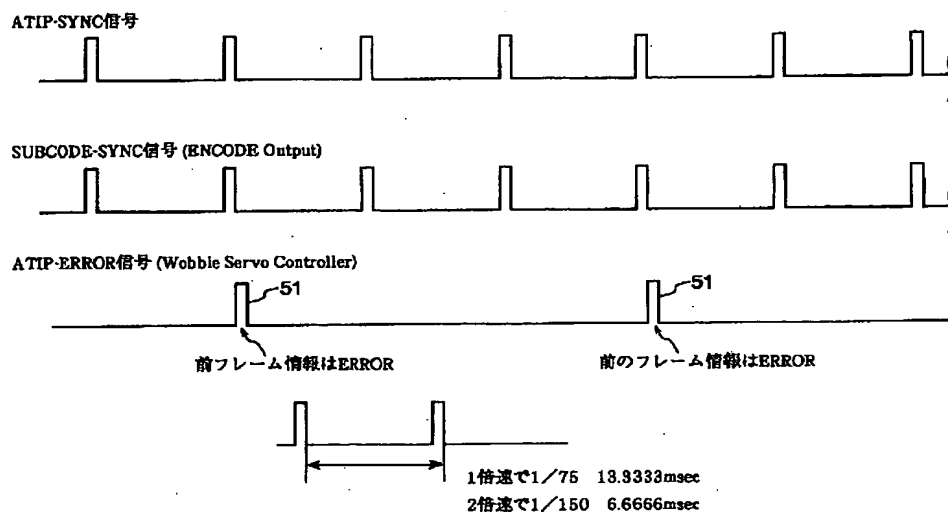 ATIP-SYNC信号
SUBCODE-SYNC信号 (ENCODE Output)
ATIP-ERROR信号 (Wobble Servo Controller)
51
51
前フレーム情報はERROR
前のフレーム情報はERROR
1倍速で1/75 13.9333msec
2倍速で1/150 6.6666msec